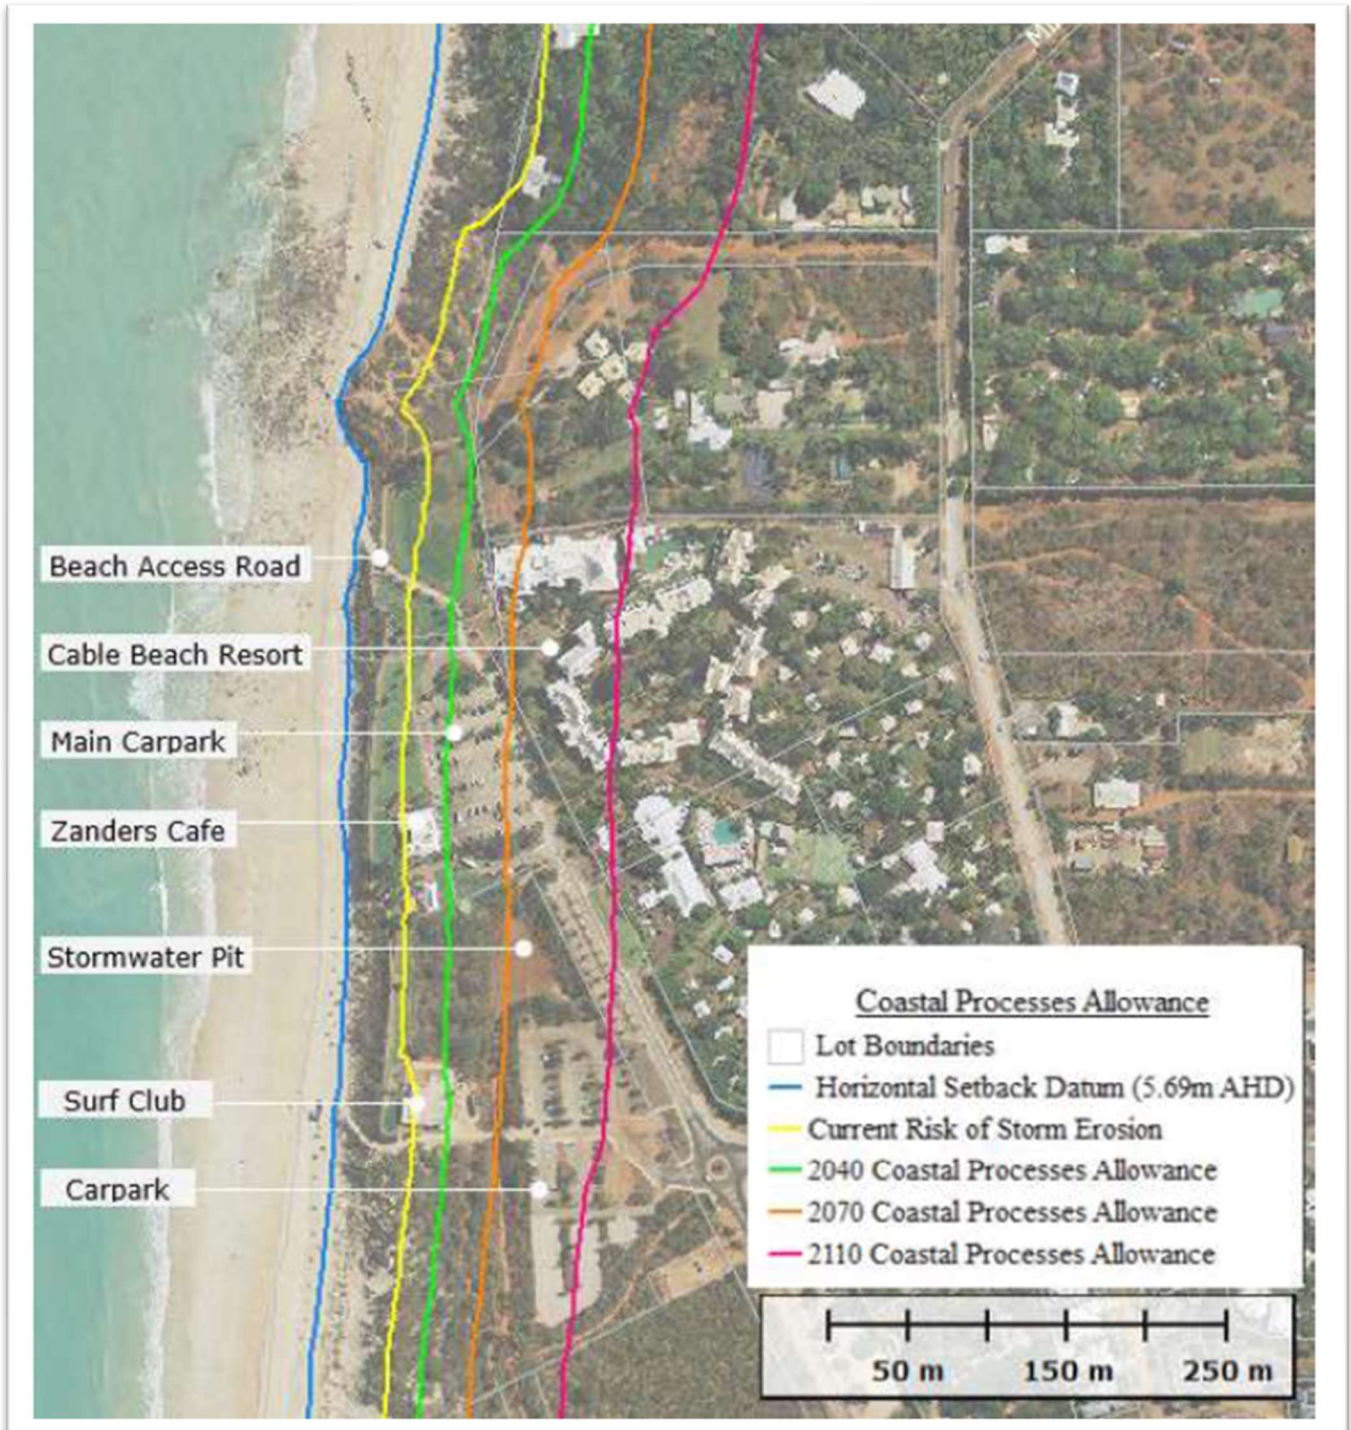 Beach Access Road
Cable Beach Resort
Main Carpark
Zanders Cafe
Stormwater Pit
Surf Club
Carpark
Coastal Processes Allowance
Lot Boundaries
Horizontal Setback Datum (5.69m AHD)
Current Risk of Storm Erosion
2040 Coastal Processes Allowance
2070 Coastal Processes Allowance
2110 Coastal Processes Allowance
50 m 150 m 250 m